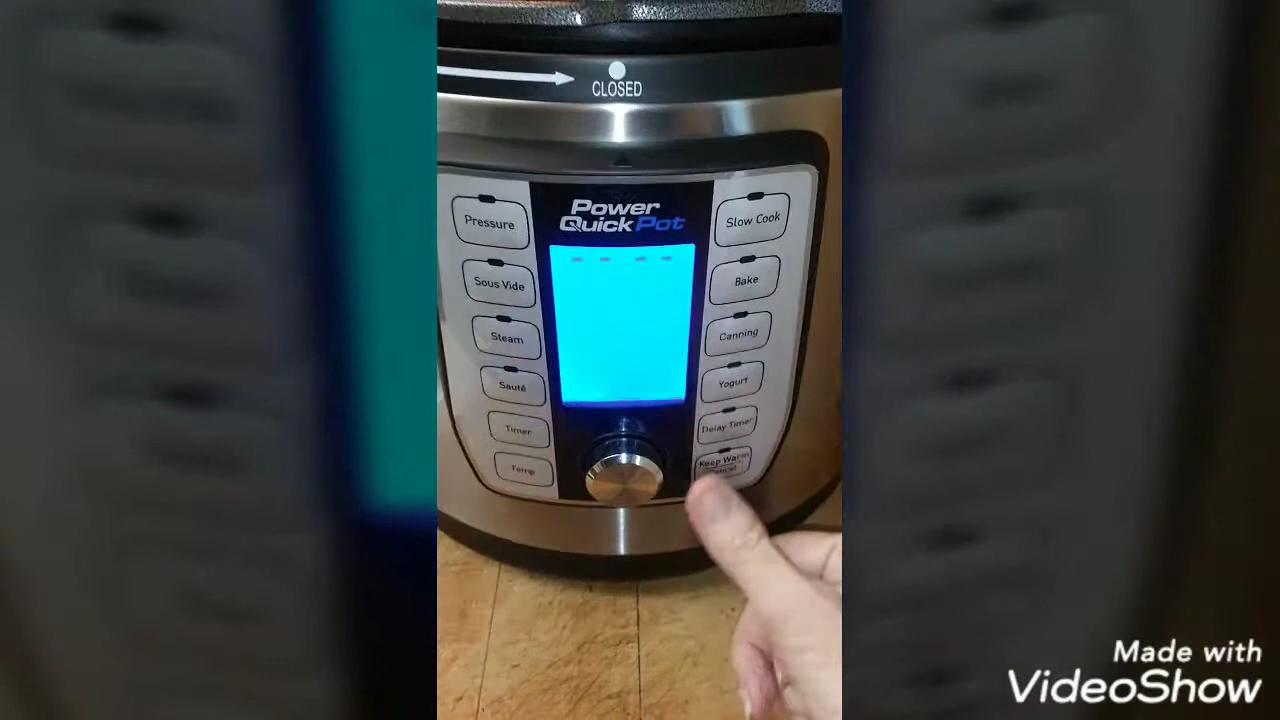 CLOSED
Power
QuickPot
Pressure
Sous Vide
Steam
Sauté
Timer
Temp
Slow Cook
Bake
Canning
Yogurt
Delay Timer
Keep Warm
Cancel
- - - -
Made with
VideoShow